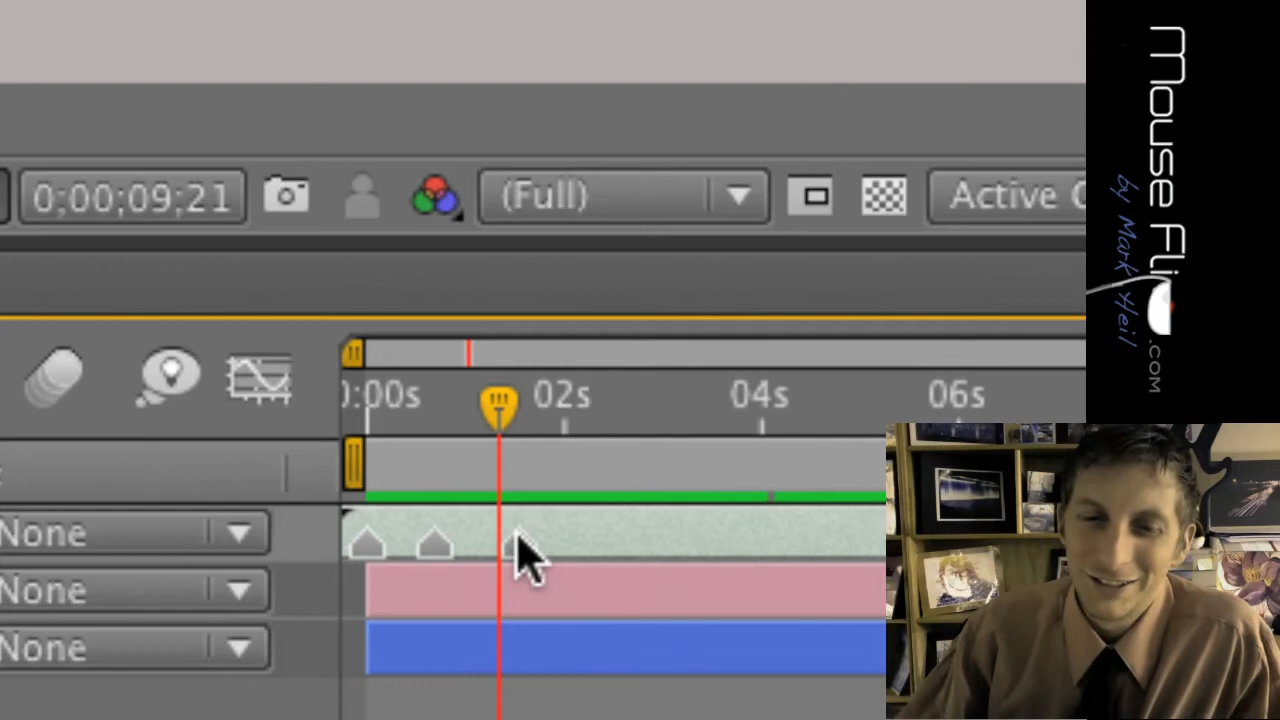 0;00;09;21
(Full)
Active C
0:00s
02s
04s
06s
None
None
None
Mouse Flip
by Mark Heil
.COM